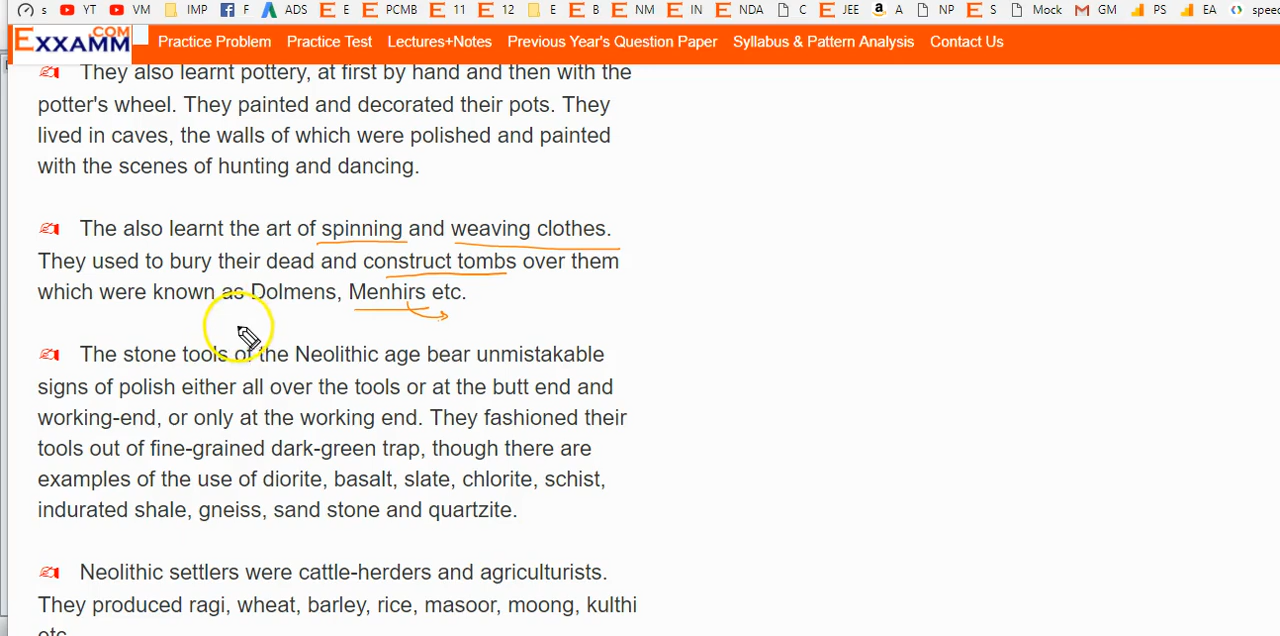 s YT VM IMP F ADS E PCMB 11 12 E B NM IN NDA C JEE A NP S Mock GM PS EA speed
EXXAMM .COM Practice Problem Practice Test Lectures+Notes Previous Year's Question Paper Syllabus & Pattern Analysis Contact Us
They also learnt pottery, at first by hand and then with the
potter's wheel. They painted and decorated their pots. They
lived in caves, the walls of which were polished and painted
with the scenes of hunting and dancing.
The also learnt the art of spinning and weaving clothes.
They used to bury their dead and construct tombs over them
which were known as Dolmens, Menhirs etc.
The stone tools of the Neolithic age bear unmistakable
signs of polish either all over the tools or at the butt end and
working-end, or only at the working end. They fashioned their
tools out of fine-grained dark-green trap, though there are
examples of the use of diorite, basalt, slate, chlorite, schist,
indurated shale, gneiss, sand stone and quartzite.
Neolithic settlers were cattle-herders and agriculturists.
They produced ragi, wheat, barley, rice, masoor, moong, kulthi
etc